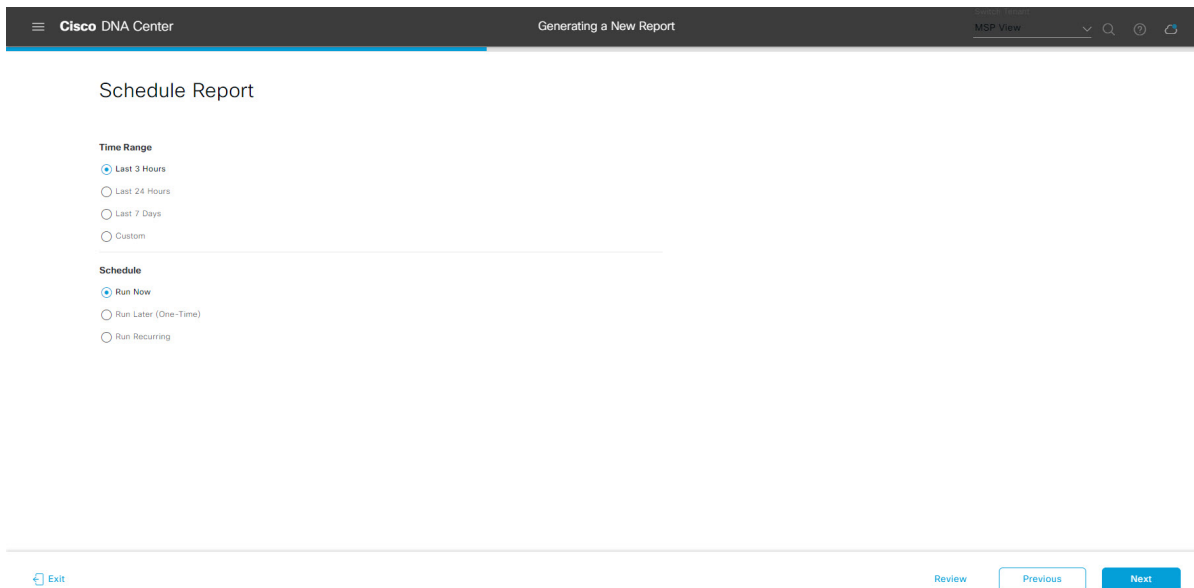 Cisco DNA Center
Generating a New Report
MSP View
Schedule Report
Time Range
Last 3 Hours
Last 24 Hours
Last 7 Days
Custom
Schedule
Run Now
Run Later (One-Time)
Run Recurring
Exit
Review
Previous
Next